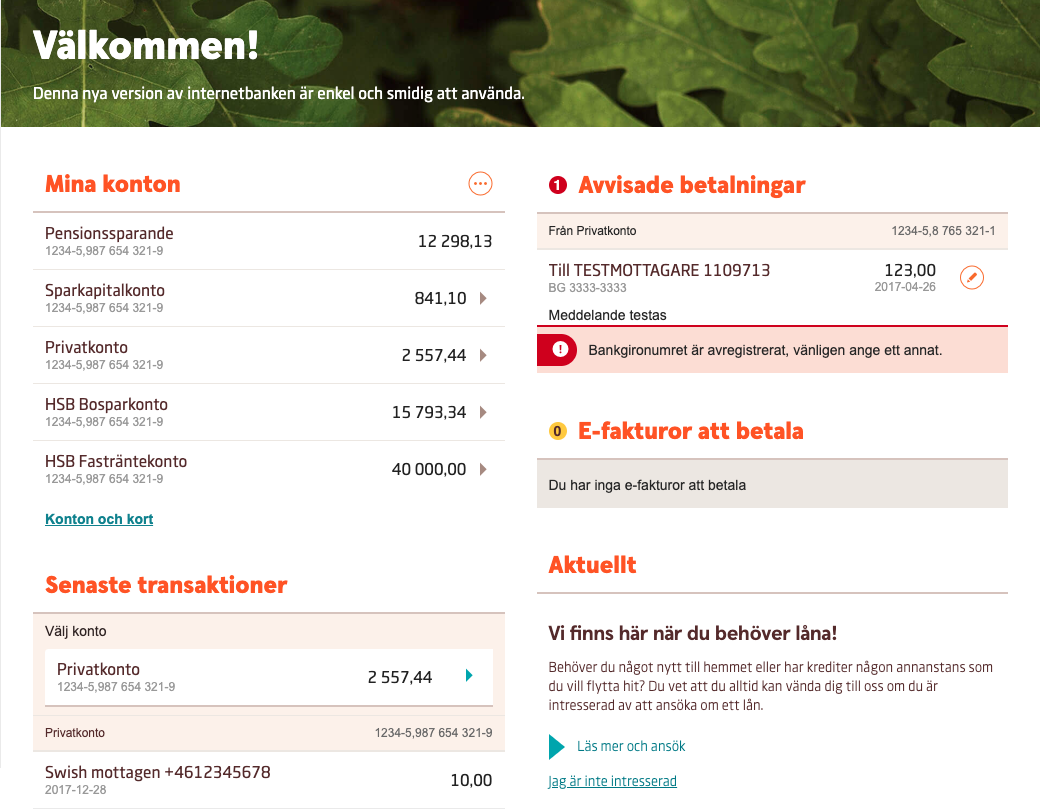 Välkommen!
Denna nya version av internetbanken är enkel och smidig att använda.
Mina konton
Pensionssparande
12 298,13
1234-5,987 654 321-9
Sparkapitalkonto
841,10
1234-5,987 654 321-9
Privatkonto
2 557,44
1234-5,987 654 321-9
HSB Bosparkonto
15 793,34
1234-5,987 654 321-9
HSB Fasträntekonto
40 000,00
1234-5,987 654 321-9
Konton och kort
Senaste transaktioner
Välj konto
Privatkonto
2 557,44
1234-5,987 654 321-9
Privatkonto 1234-5,987 654 321-9
Swish mottagen +4612345678
10,00
2017-12-28
1 Avvisade betalningar
Från Privatkonto 1234-5,8 765 321-1
Till TESTMOTTAGARE 1109713 123,00
BG 3333-3333 2017-04-26
Meddelande testas
! Bankgironumret är avregistrerat, vänligen ange ett annat.
0 E-fakturor att betala
Du har inga e-fakturor att betala
Aktuellt
Vi finns här när du behöver låna!
Behöver du något nytt till hemmet eller har krediter någon annanstans som
du vill flytta hit? Du vet att du alltid kan vända dig till oss om du är
intresserad av att ansöka om ett lån.
Läs mer och ansök
Jag är inte intresserad